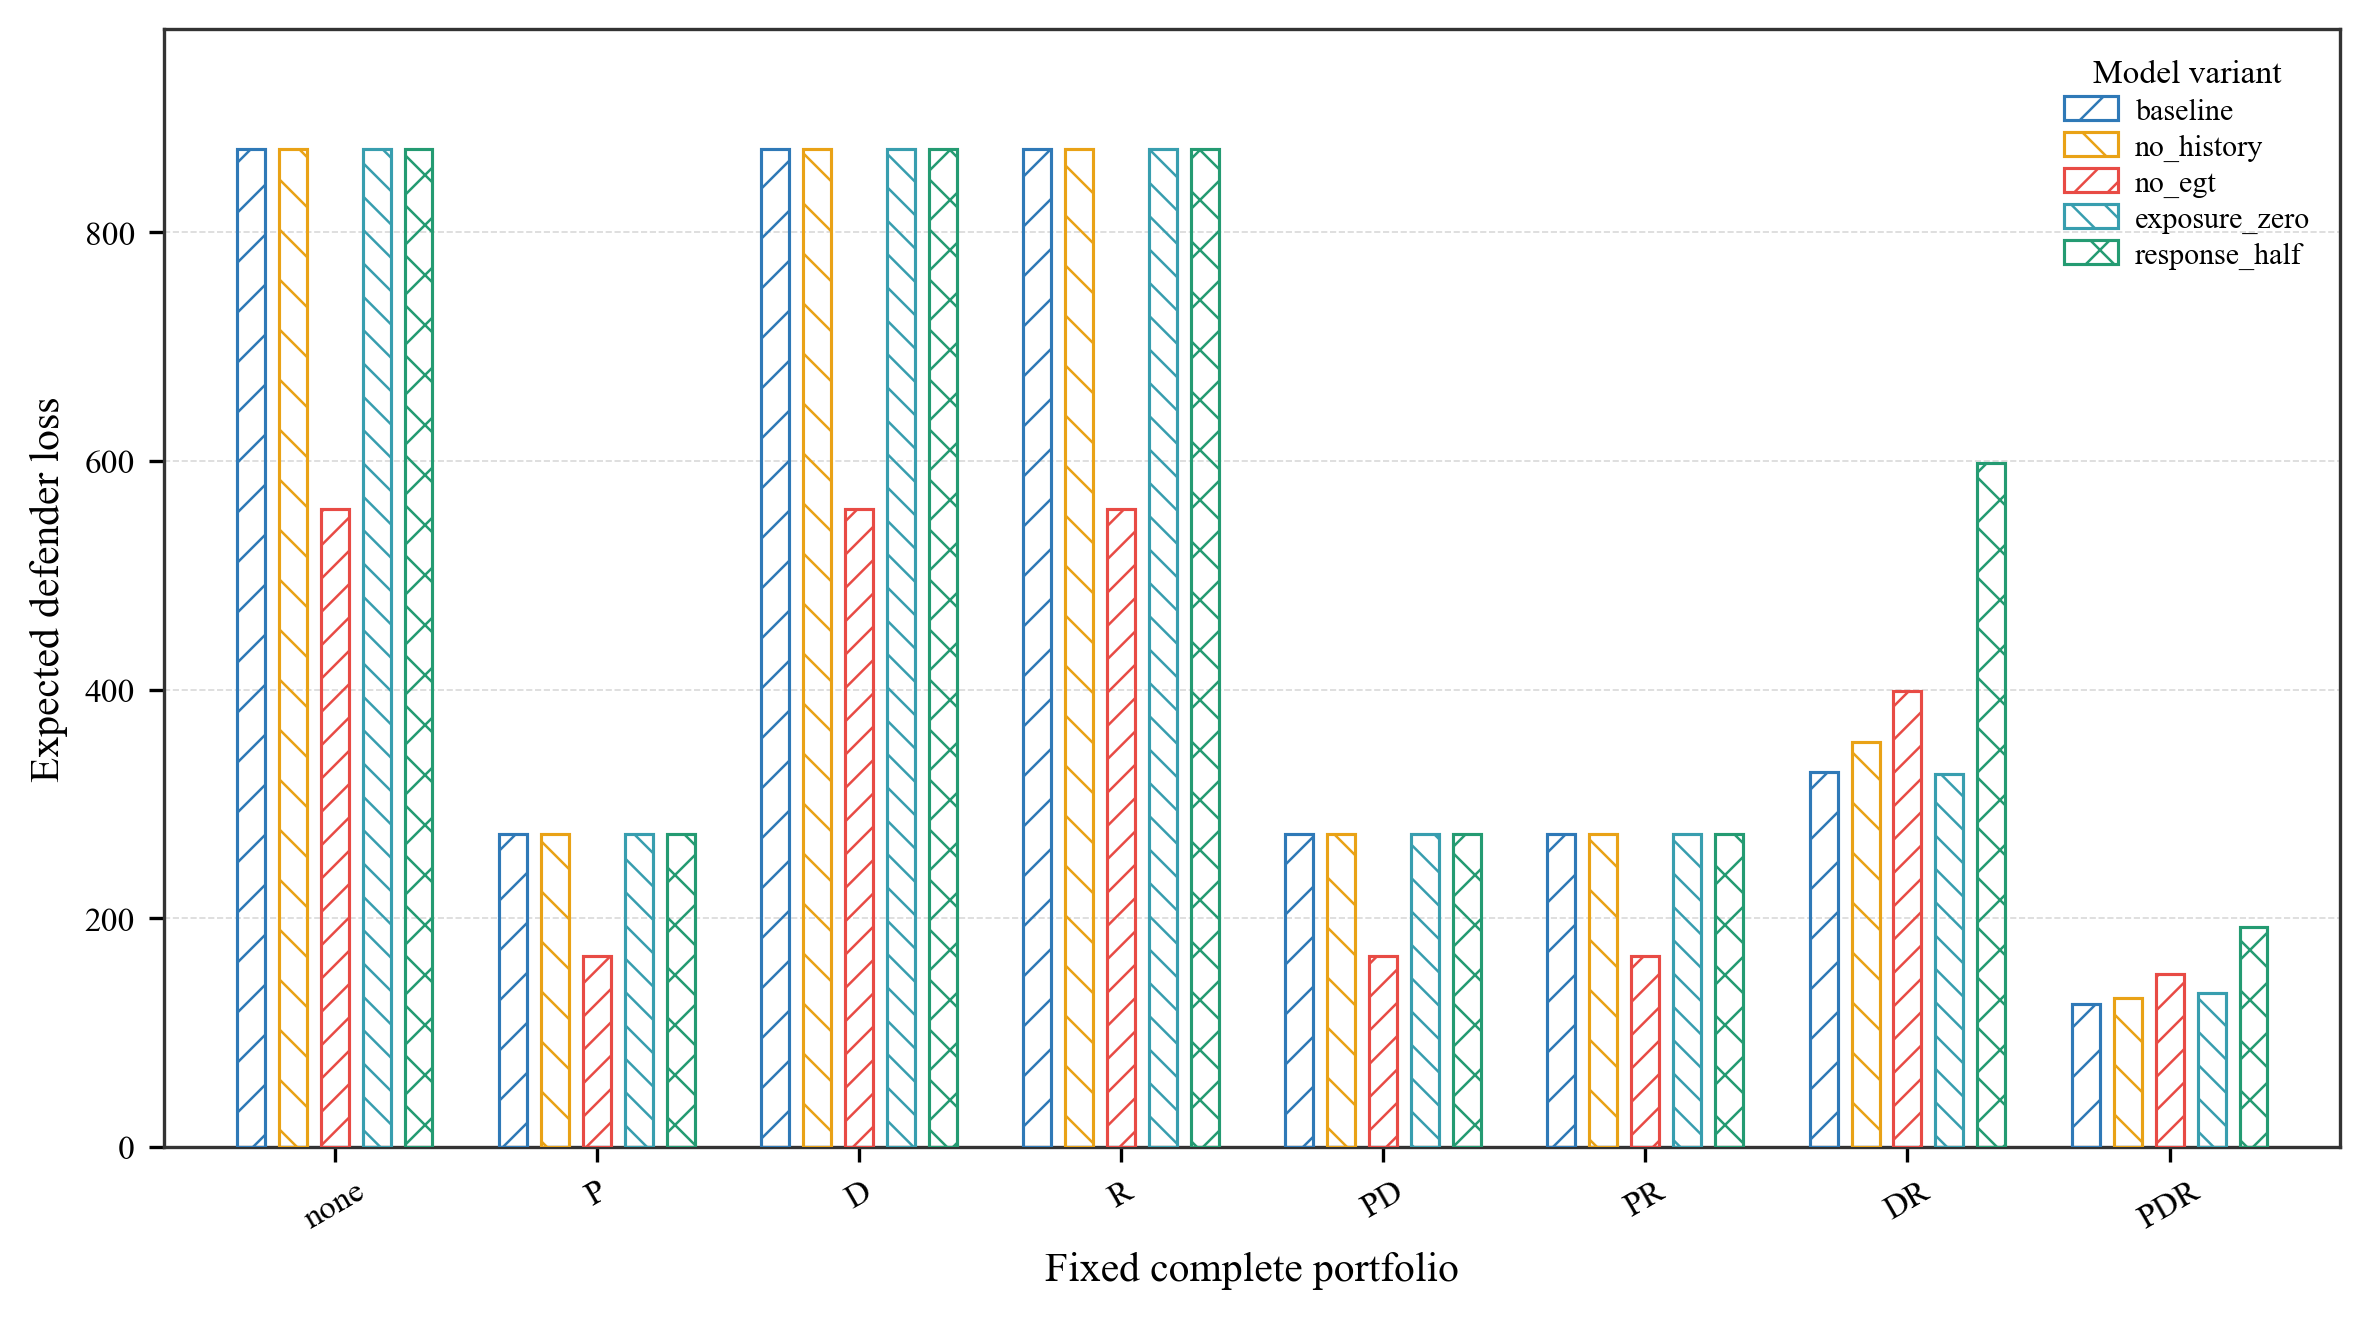 Model variant
baseline
no_history
no_egt
exposure_zero
response_half
Expected defender loss
800
600
400
200
0
none
P
D
R
PD
PR
DR
PDR
Fixed complete portfolio